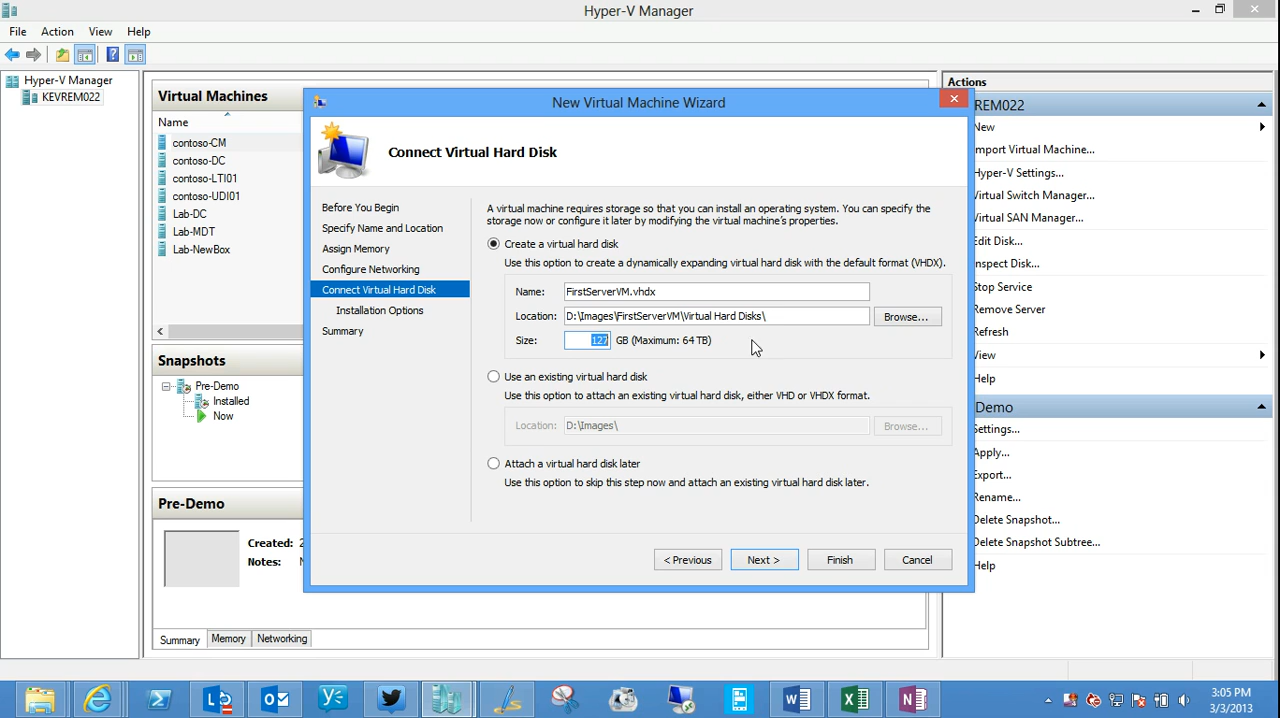 Hyper-V Manager
File Action View Help
Hyper-V Manager
KEVREM022
Virtual Machines
Name
contoso-CM
contoso-DC
contoso-LTI01
contoso-UDI01
Lab-DC
Lab-MDT
Lab-NewBox
Snapshots
Pre-Demo
Installed
Now
Pre-Demo
Created: 2
Notes:
Summary Memory Networking
New Virtual Machine Wizard
Connect Virtual Hard Disk
Before You Begin
Specify Name and Location
Assign Memory
Configure Networking
Connect Virtual Hard Disk
Installation Options
Summary
A virtual machine requires storage so that you can install an operating system. You can specify the
storage now or configure it later by modifying the virtual machine's properties.
Create a virtual hard disk
Use this option to create a dynamically expanding virtual hard disk with the default format (VHDX).
Name: FirstServerVM.vhdx
Location: D:\Images\FirstServerVM\Virtual Hard Disks\ Browse...
Size: 127 GB (Maximum: 64 TB)
Use an existing virtual hard disk
Use this option to attach an existing virtual hard disk, either VHD or VHDX format.
Location: D:\Images\ Browse...
Attach a virtual hard disk later
Use this option to skip this step now and attach an existing virtual hard disk later.
< Previous Next > Finish Cancel
Actions
REM022
New
mport Virtual Machine...
Hyper-V Settings...
Virtual Switch Manager...
Virtual SAN Manager...
Edit Disk...
nspect Disk...
Stop Service
Remove Server
Refresh
View
Help
Demo
Settings...
Apply...
Export...
Rename...
Delete Snapshot...
Delete Snapshot Subtree...
Help
3:05 PM
3/3/2013